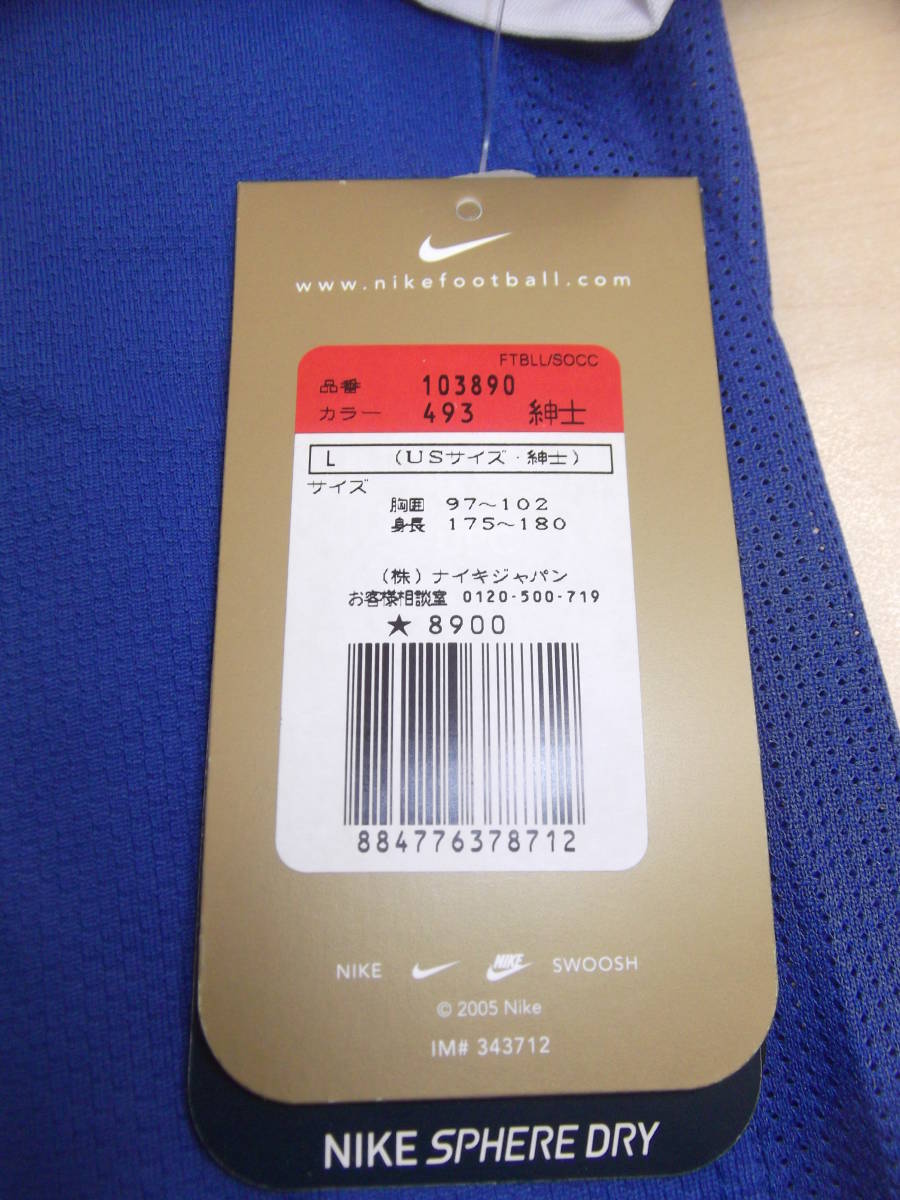 www.nikefootball.com
FTBLL/SOCC
品番 103890
カラー 493 紳士
L (USサイズ・紳士)
サイズ
胸囲 97～102
身長 175～180
(株)ナイキジャパン
お客様相談室 0120-500-719
★ 8900
884776378712
NIKE NIKE SWOOSH
© 2005 Nike
IM# 343712
NIKE SPHERE DRY